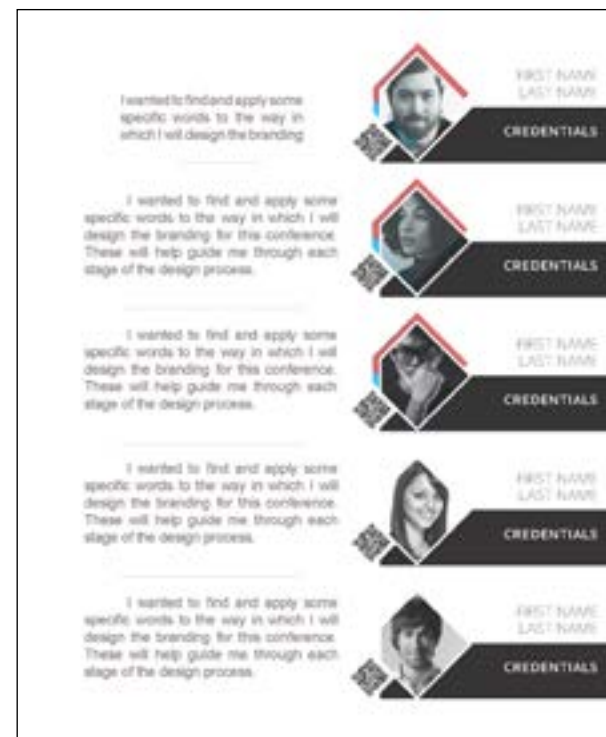 I wanted to find and apply some
specific words to the way in
which I will design the branding
FIRST NAME
LAST NAME
CREDENTIALS
I wanted to find and apply some
specific words to the way in which I will
design the branding for this conference.
These will help guide me through each
stage of the design process.
FIRST NAME
LAST NAME
CREDENTIALS
I wanted to find and apply some
specific words to the way in which I will
design the branding for this conference.
These will help guide me through each
stage of the design process.
FIRST NAME
LAST NAME
CREDENTIALS
I wanted to find and apply some
specific words to the way in which I will
design the branding for this conference.
These will help guide me through each
stage of the design process.
FIRST NAME
LAST NAME
CREDENTIALS
I wanted to find and apply some
specific words to the way in which I will
design the branding for this conference.
These will help guide me through each
stage of the design process.
FIRST NAME
LAST NAME
CREDENTIALS